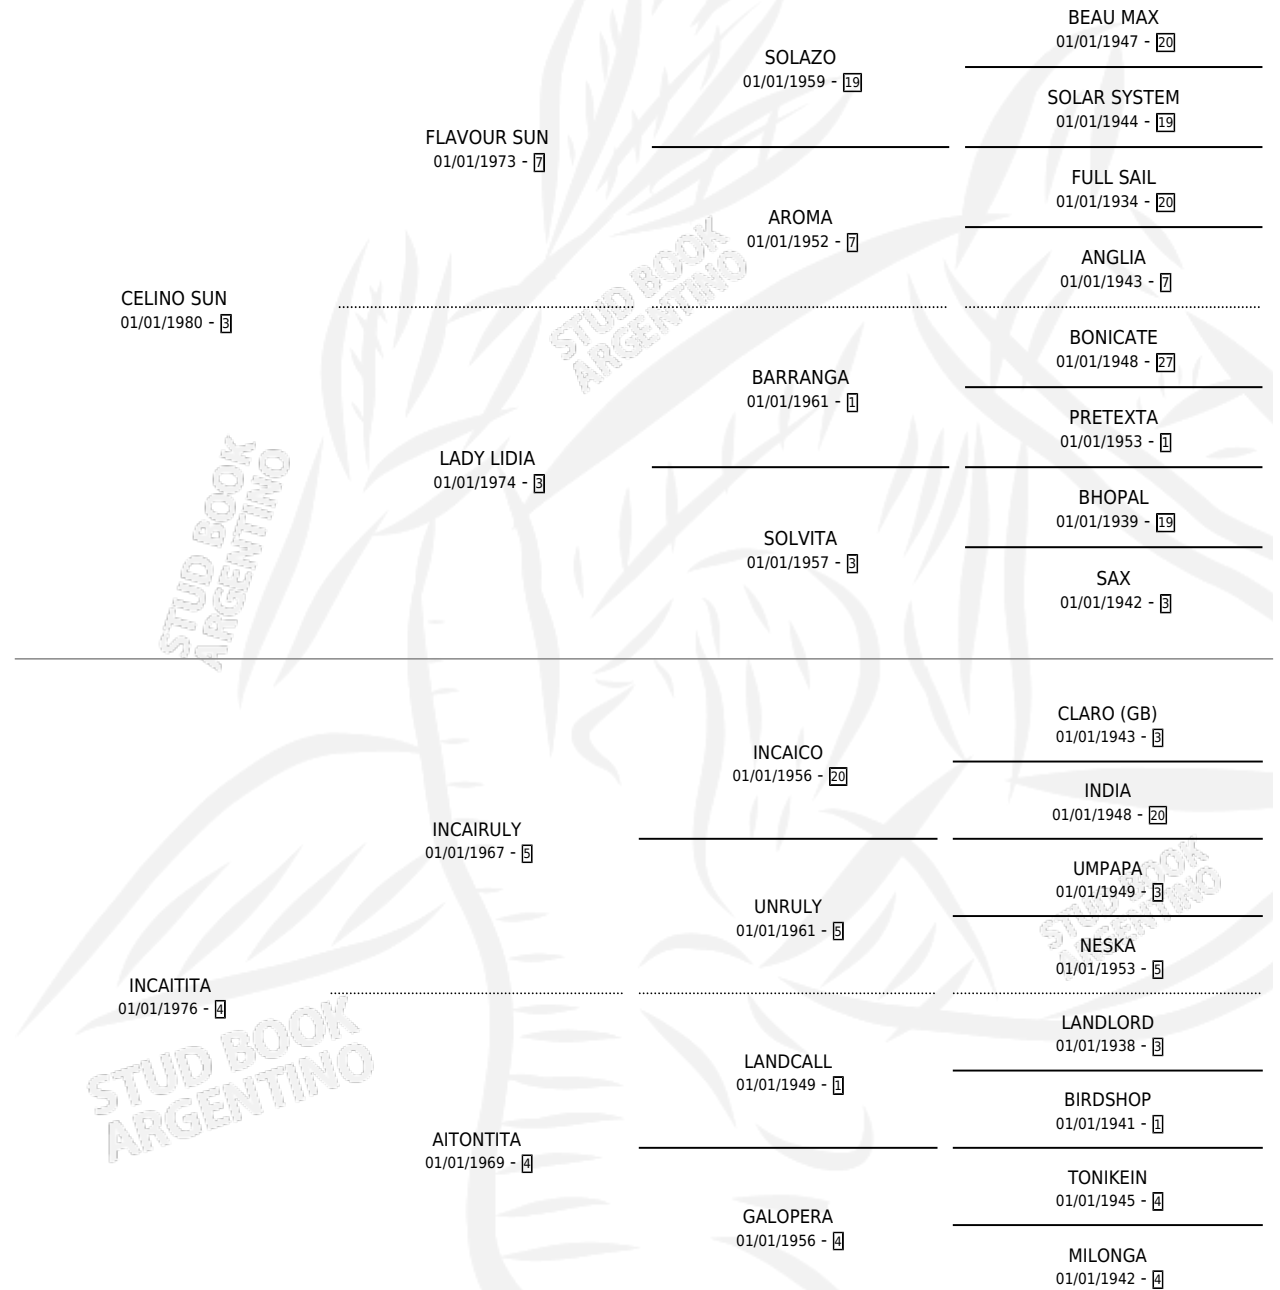 BEAU MAX
01/01/1947 - 20
SOLAZO
01/01/1959 - 19
SOLAR SYSTEM
01/01/1944 - 19
FLAVOUR SUN
01/01/1973 - 7
FULL SAIL
01/01/1934 - 20
AROMA
01/01/1952 - 7
ANGLIA
01/01/1943 - 7
CELINO SUN
01/01/1980 - 3
BONICATE
01/01/1948 - 27
BARRANGA
01/01/1961 - 1
PRETEXTA
01/01/1953 - 1
LADY LIDIA
01/01/1974 - 3
BHOPAL
01/01/1939 - 19
SOLVITA
01/01/1957 - 3
SAX
01/01/1942 - 3
CLARO (GB)
01/01/1943 - 3
INCAICO
01/01/1956 - 20
INDIA
01/01/1948 - 20
INCAIRULY
01/01/1967 - 5
UMPAPA
01/01/1949 - 3
UNRULY
01/01/1961 - 5
NESKA
01/01/1953 - 5
INCAITITA
01/01/1976 - 4
LANDLORD
01/01/1938 - 3
LANDCALL
01/01/1949 - 1
BIRDSHOP
01/01/1941 - 1
AITONTITA
01/01/1969 - 4
TONIKEIN
01/01/1945 - 4
GALOPERA
01/01/1956 - 4
MILONGA
01/01/1942 - 4
STUD BOOK
ARGENTINO
STUD BOOK
ARGENTINO
STUD BOOK
ARGENTINO
STUD BOOK
ARGENTINO